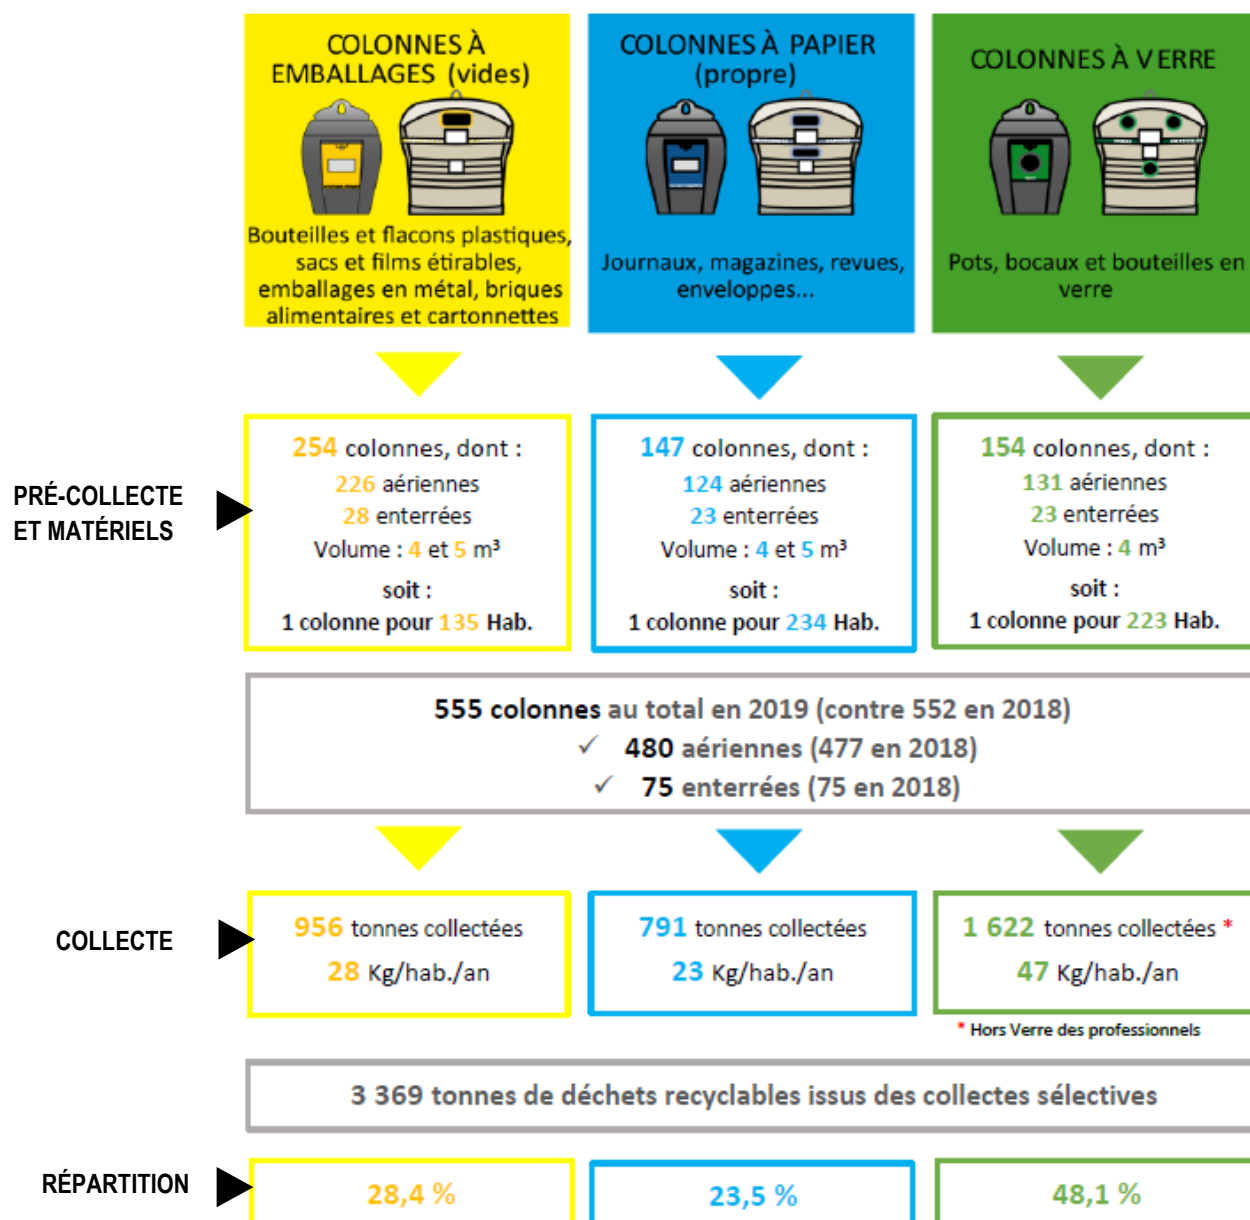 COLONNES À
EMBALLAGES (vides)
Bouteilles et flacons plastiques,
sacs et films étirables,
emballages en métal, briques
alimentaires et cartonnettes
COLONNES À PAPIER
(propre)
Journaux, magazines, revues,
enveloppes...
COLONNES À VERRE
Pots, bocaux et bouteilles en
verre
PRÉ-COLLECTE
ET MATÉRIELS
254 colonnes, dont :
226 aériennes
28 enterrées
Volume : 4 et 5 m³
soit :
1 colonne pour 135 Hab.
147 colonnes, dont :
124 aériennes
23 enterrées
Volume : 4 et 5 m³
soit :
1 colonne pour 234 Hab.
154 colonnes, dont :
131 aériennes
23 enterrées
Volume : 4 m³
soit :
1 colonne pour 223 Hab.
555 colonnes au total en 2019 (contre 552 en 2018)
✓ 480 aériennes (477 en 2018)
✓ 75 enterrées (75 en 2018)
COLLECTE
956 tonnes collectées
28 Kg/hab./an
791 tonnes collectées
23 Kg/hab./an
1 622 tonnes collectées *
47 Kg/hab./an
* Hors Verre des professionnels
3 369 tonnes de déchets recyclables issus des collectes sélectives
RÉPARTITION
28,4 %
23,5 %
48,1 %